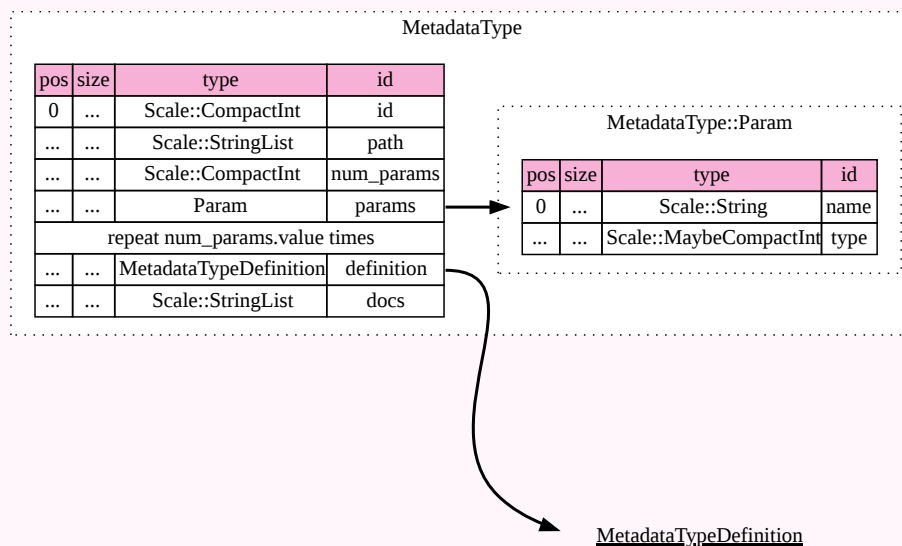 MetadataType
pos size type id
0 ... Scale::CompactInt id
... ... Scale::StringList path
... ... Scale::CompactInt num_params
... ... Param params
repeat num_params.value times
... ... MetadataTypeDefinition definition
... ... Scale::StringList docs
MetadataType::Param
pos size type id
0 ... Scale::String name
... ... Scale::MaybeCompactInt type
MetadataTypeDefinition